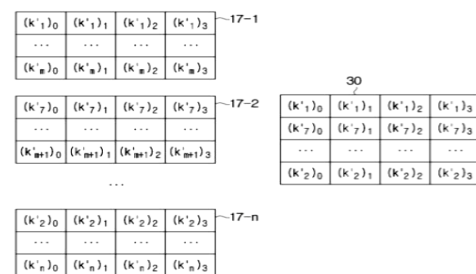 (k'₁)₀ (k'₁)₁ (k'₁)₂ (k'₁)₃ 17-1
... ... ... ...
(k'ₘ)₀ (k'ₘ)₁ (k'ₘ)₂ (k'ₘ)₃
(k'₇)₀ (k'₇)₁ (k'₇)₂ (k'₇)₃ 17-2
... ... ... ...
(k'ₘ₊₁)₀ (k'ₘ₊₁)₁ (k'ₘ₊₁)₂ (k'ₘ₊₁)₃
...
(k'₂)₀ (k'₂)₁ (k'₂)₂ (k'₂)₃ 17-n
... ... ... ...
(k'ₙ)₀ (k'ₙ)₁ (k'ₙ)₂ (k'ₙ)₃
30
(k'₁)₀ (k'₁)₁ (k'₁)₂ (k'₁)₃
(k'₇)₀ (k'₇)₁ (k'₇)₂ (k'₇)₃
... ... ... ...
(k'₂)₀ (k'₂)₁ (k'₂)₂ (k'₂)₃